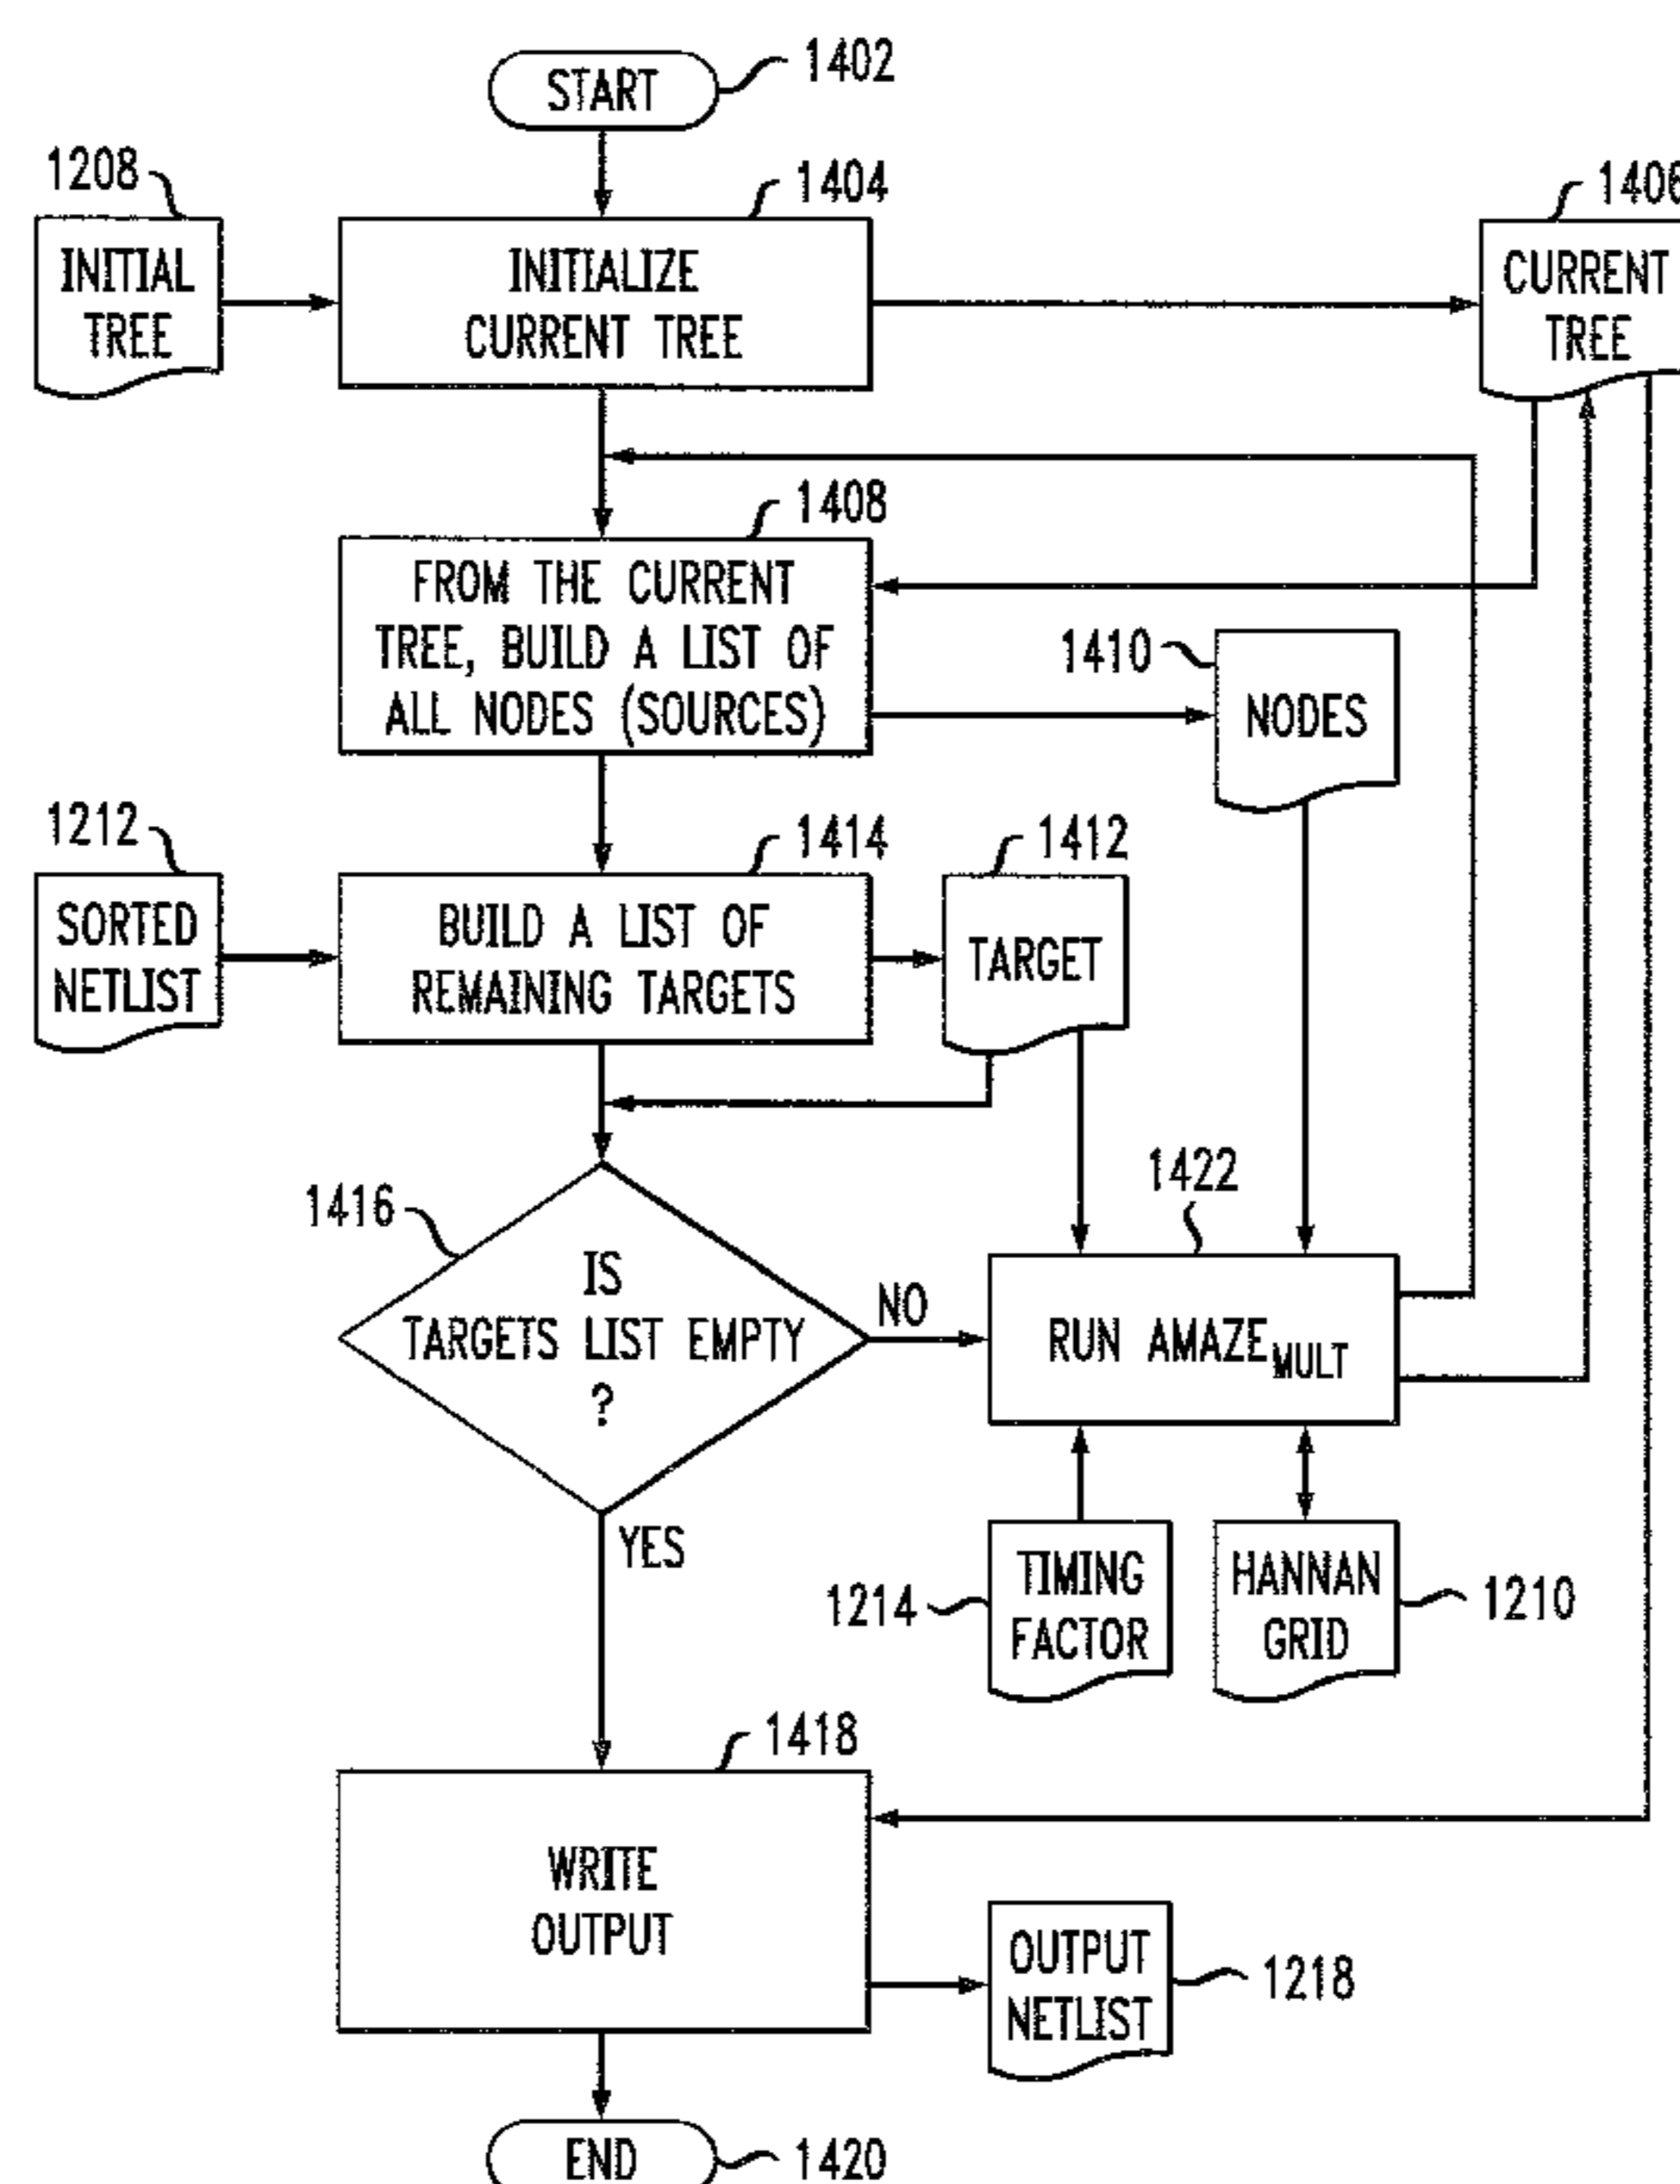 START
1402
1208
1404
1406
INITIAL
TREE
INITIALIZE
CURRENT TREE
CURRENT
TREE
1408
FROM THE CURRENT
TREE, BUILD A LIST OF
ALL NODES (SOURCES)
1410
NODES
1212
1414
1412
SORTED
NETLIST
BUILD A LIST OF
REMAINING TARGETS
TARGET
1416
IS
TARGETS LIST EMPTY
?
NO
YES
1422
RUN AMAZE MULT
1214
TIMING
FACTOR
HANNAN
GRID
1210
1418
WRITE
OUTPUT
OUTPUT
NETLIST
1218
END
1420